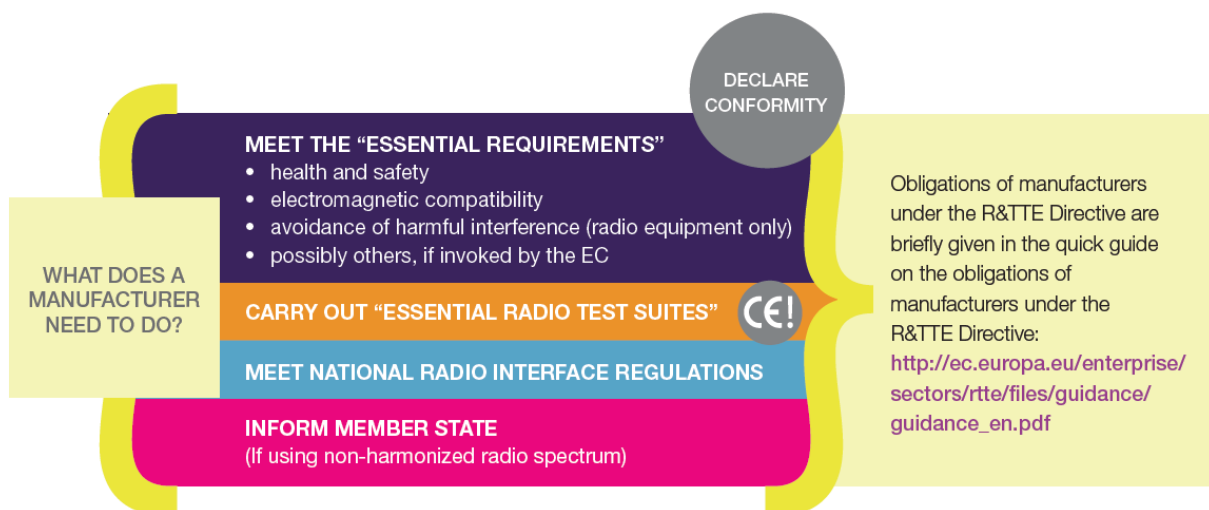 DECLARE
CONFORMITY
WHAT DOES A
MANUFACTURER
NEED TO DO?
MEET THE “ESSENTIAL REQUIREMENTS”
• health and safety
• electromagnetic compatibility
• avoidance of harmful interference (radio equipment only)
• possibly others, if invoked by the EC
CARRY OUT “ESSENTIAL RADIO TEST SUITES”
CE!
MEET NATIONAL RADIO INTERFACE REGULATIONS
INFORM MEMBER STATE
(If using non-harmonized radio spectrum)
Obligations of manufacturers
under the R&TTE Directive are
briefly given in the quick guide
on the obligations of
manufacturers under the
R&TTE Directive:
http://ec.europa.eu/enterprise/
sectors/rtte/files/guidance/
guidance_en.pdf